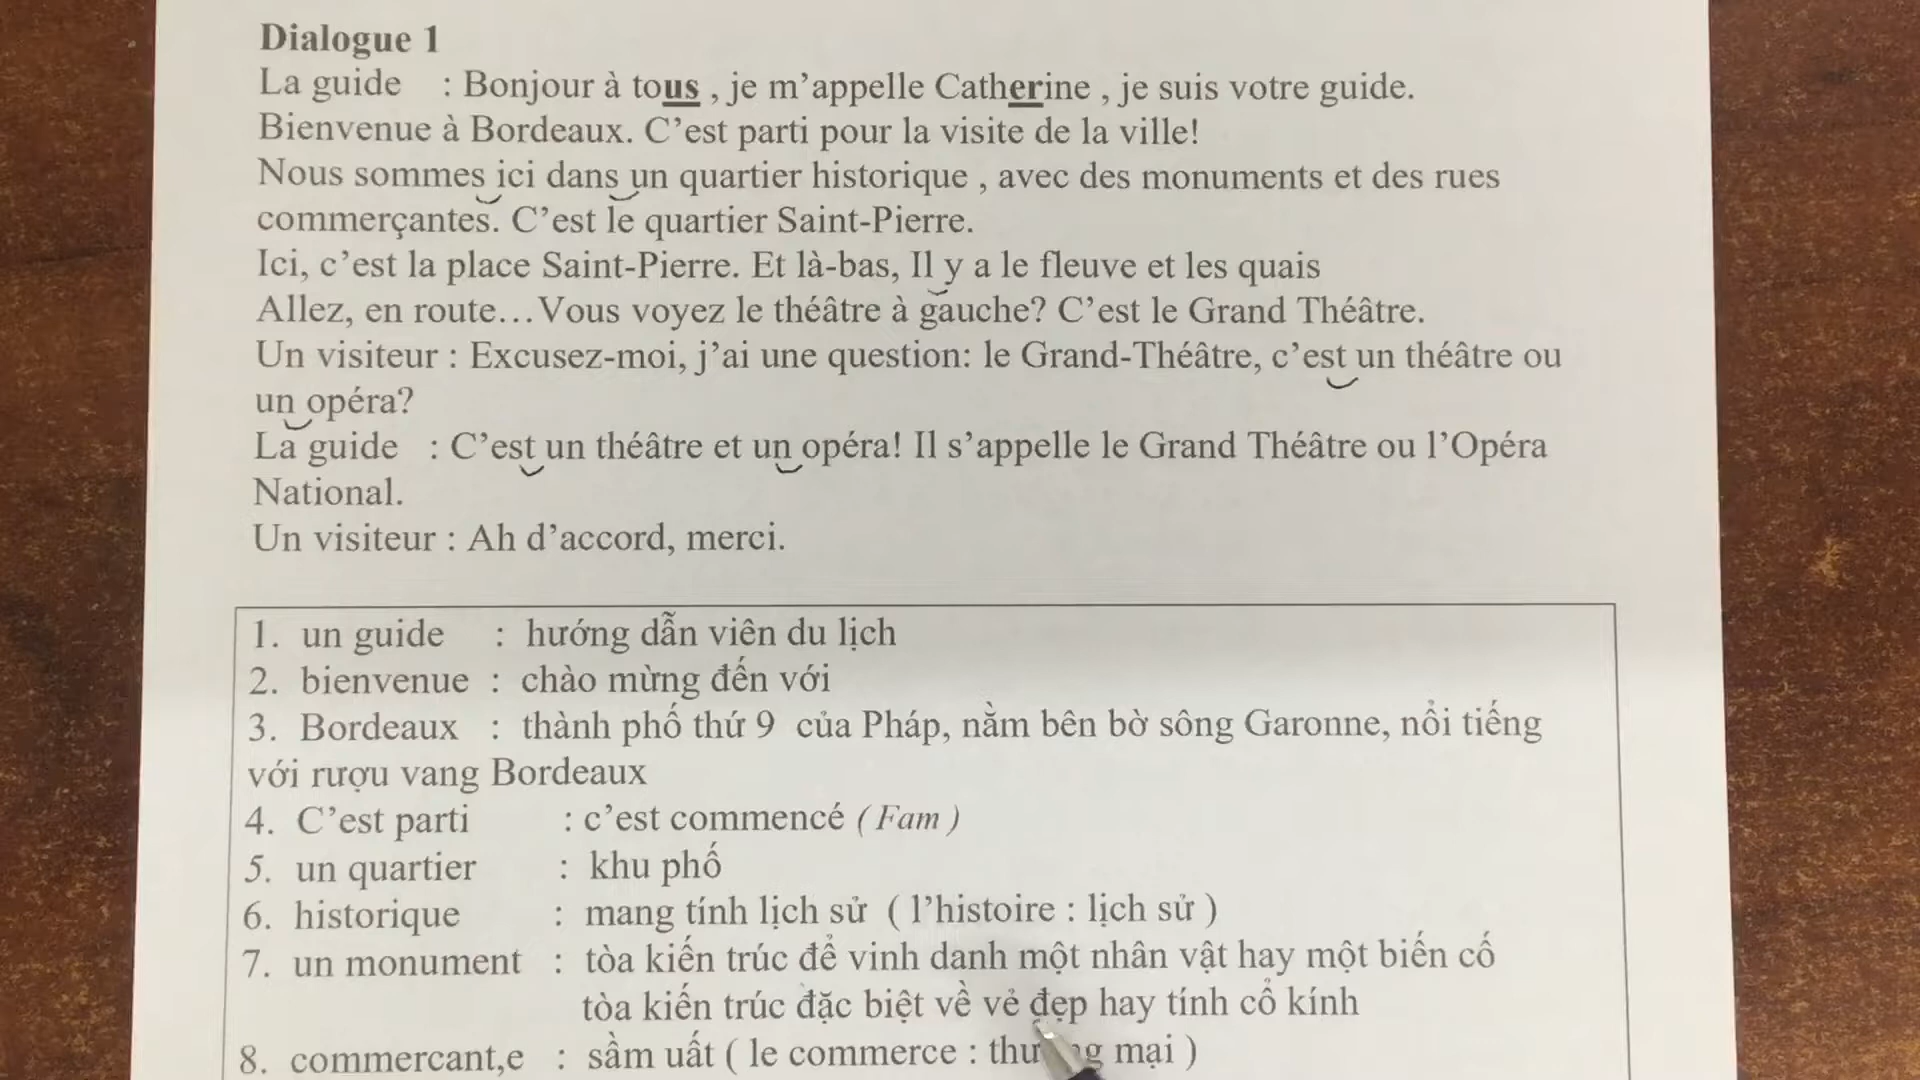 Dialogue 1
La guide : Bonjour à tous , je m’appelle Catherine , je suis votre guide.
Bienvenue à Bordeaux. C’est parti pour la visite de la ville!
Nous sommes ici dans un quartier historique , avec des monuments et des rues
commerçantes. C’est le quartier Saint-Pierre.
Ici, c’est la place Saint-Pierre. Et là-bas, Il y a le fleuve et les quais
Allez, en route…Vous voyez le théâtre à gauche? C’est le Grand Théâtre.
Un visiteur : Excusez-moi, j’ai une question: le Grand-Théâtre, c’est un théâtre ou
un opéra?
La guide : C’est un théâtre et un opéra! Il s’appelle le Grand Théâtre ou l’Opéra
National.
Un visiteur : Ah d’accord, merci.
1. un guide : hướng dẫn viên du lịch
2. bienvenue : chào mừng đến với
3. Bordeaux : thành phố thứ 9 của Pháp, nằm bên bờ sông Garonne, nổi tiếng
với rượu vang Bordeaux
4. C’est parti : c’est commencé ( Fam )
5. un quartier : khu phố
6. historique : mang tính lịch sử ( l’histoire : lịch sử )
7. un monument : tòa kiến trúc để vinh danh một nhân vật hay một biến cố
tòa kiến trúc đặc biệt về vẻ đẹp hay tính cổ kính
8. commercant,e : sầm uất ( le commerce : mại )